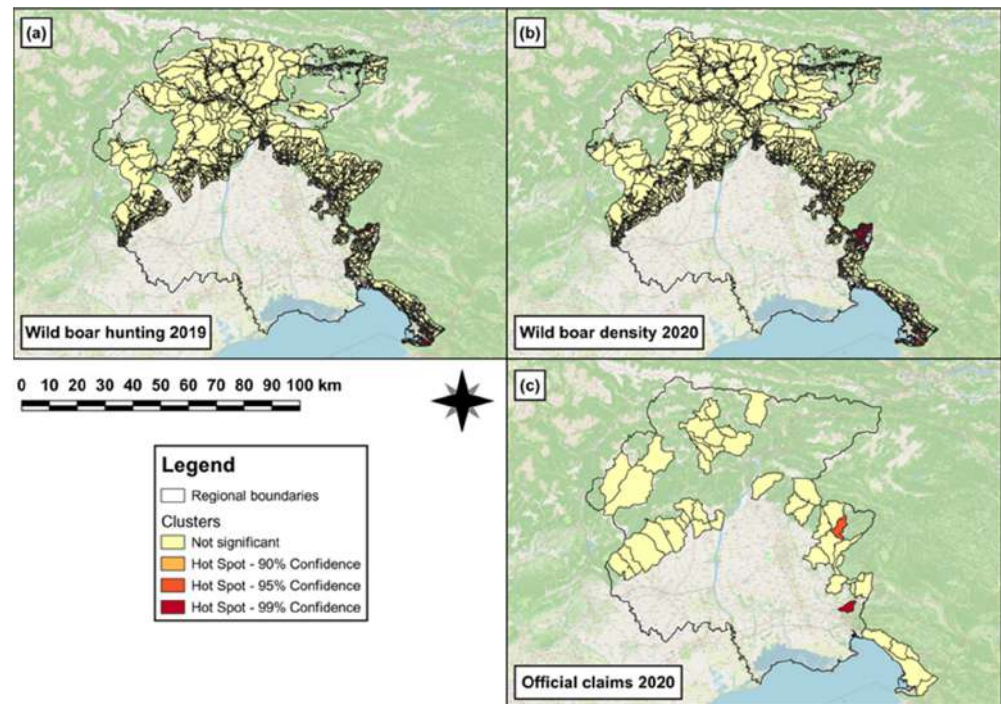 (a)
Wild boar hunting 2019
(b)
Wild boar density 2020
0 10 20 30 40 50 60 70 80 90 100 km
Legend
Regional boundaries
Clusters
Not significant
Hot Spot - 90% Confidence
Hot Spot - 95% Confidence
Hot Spot - 99% Confidence
(c)
Official claims 2020